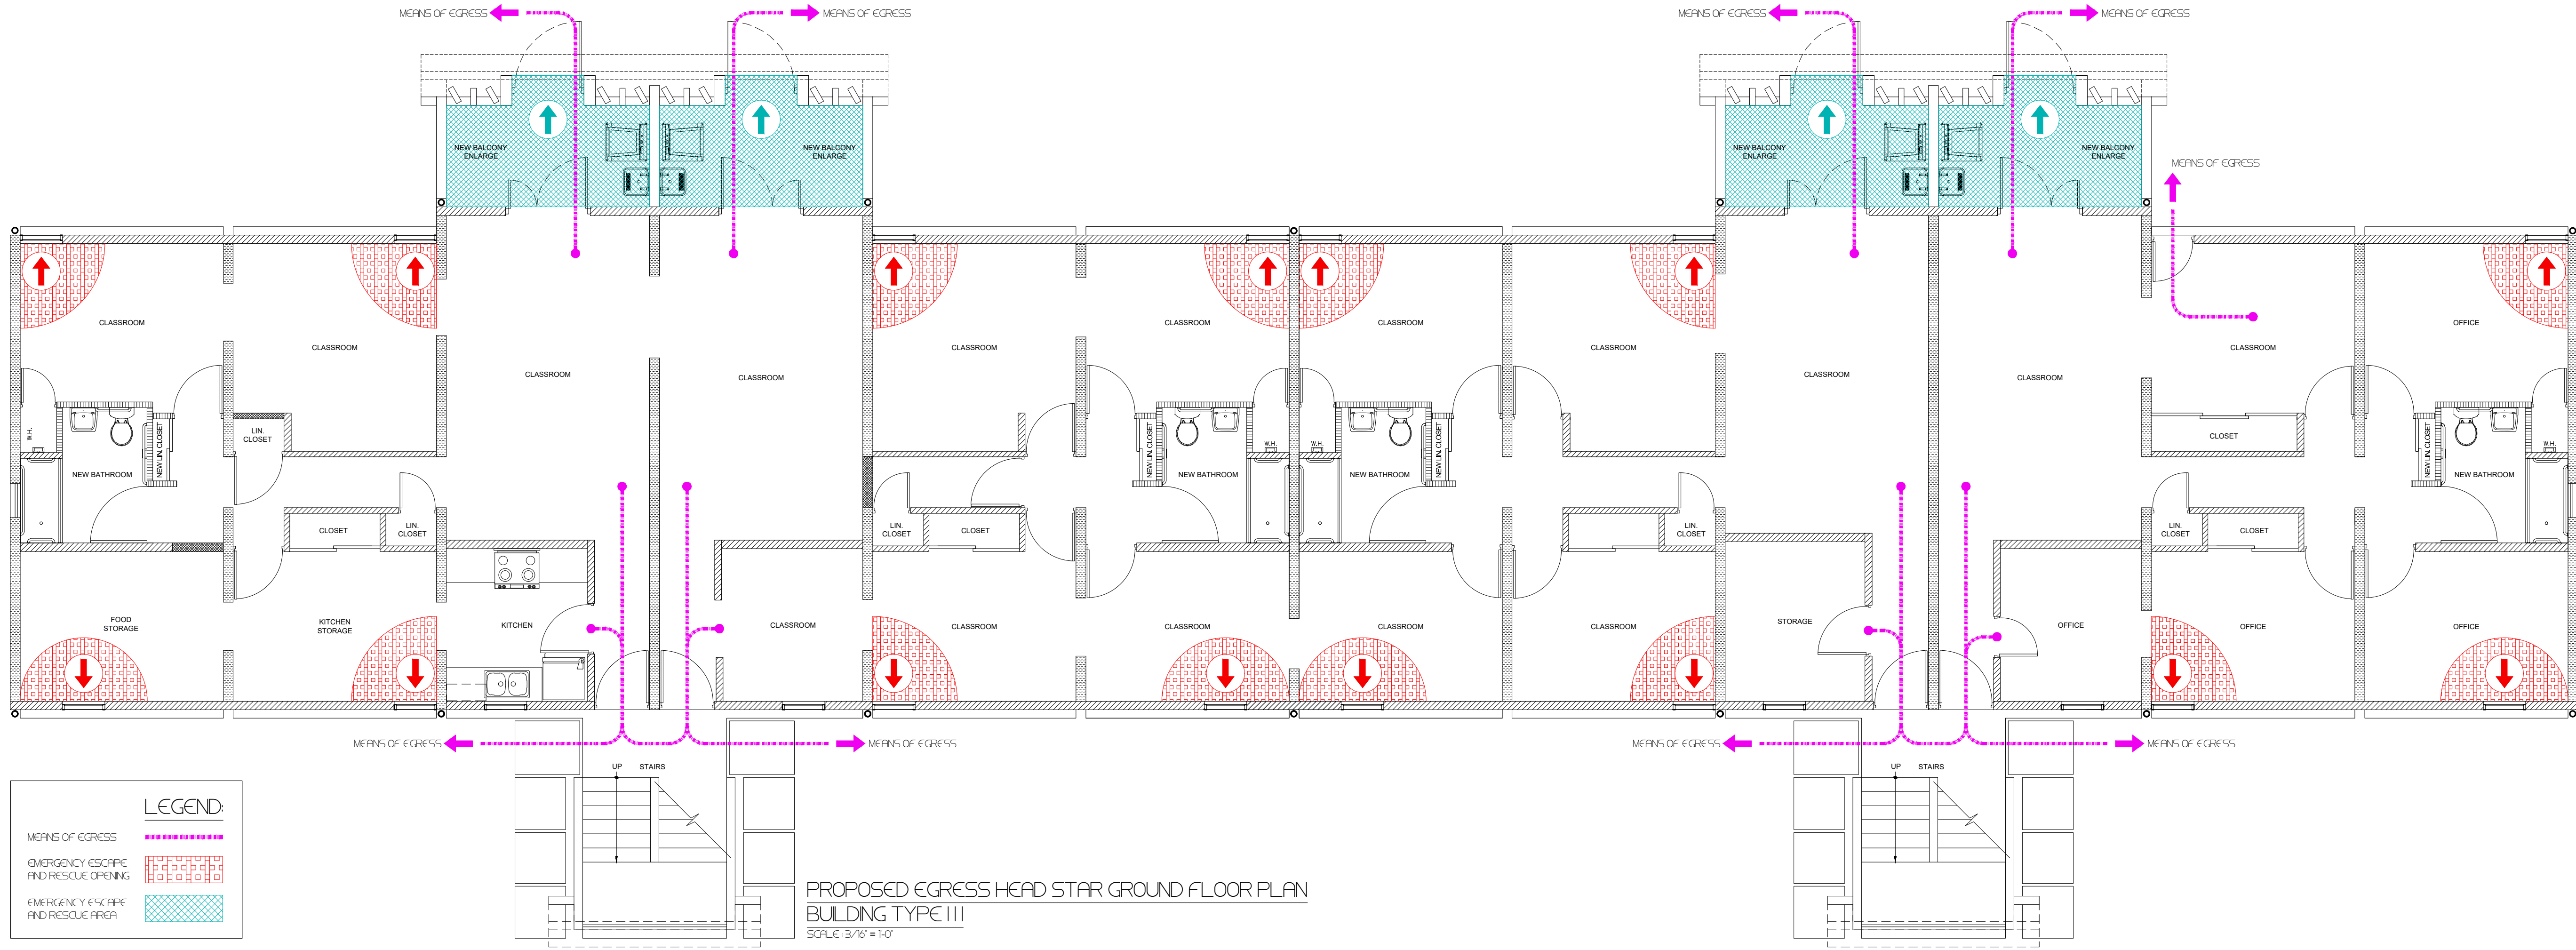 MEANS OF EGRESS
MEANS OF EGRESS
MEANS OF EGRESS
MEANS OF EGRESS
NEW BALCONY
ENLARGE
NEW BALCONY
ENLARGE
NEW BALCONY
ENLARGE
NEW BALCONY
ENLARGE
MEANS OF EGRESS
CLASSROOM
CLASSROOM
CLASSROOM
OFFICE
CLASSROOM
CLASSROOM
CLASSROOM
CLASSROOM
CLASSROOM
CLASSROOM
CLASSROOM
CLASSROOM
CLASSROOM
W.H.
LIN.
CLOSET
NEW LIN. CLOSET
NEW BATHROOM
NEW LIN. CLOSET
W.H.
NEW BATHROOM
W.H.
NEW BATHROOM
NEW LIN. CLOSET
CLOSET
NEW LIN. CLOSET
W.H.
NEW BATHROOM
CLOSET
LIN.
CLOSET
LIN.
CLOSET
CLOSET
LIN.
CLOSET
LIN.
CLOSET
CLOSET
FOOD
STORAGE
KITCHEN
STORAGE
KITCHEN
CLASSROOM
CLASSROOM
CLASSROOM
CLASSROOM
CLASSROOM
STORAGE
OFFICE
OFFICE
OFFICE
MEANS OF EGRESS
MEANS OF EGRESS
MEANS OF EGRESS
MEANS OF EGRESS
UP
STAIRS
UP
STAIRS
LEGEND:
MEANS OF EGRESS
EMERGENCY ESCAPE
AND RESCUE OPENING
EMERGENCY ESCAPE
AND RESCUE AREA
PROPOSED EGRESS HEAD STAR GROUND FLOOR PLAN
BUILDING TYPE III
SCALE : 3/16" = 1'-0"